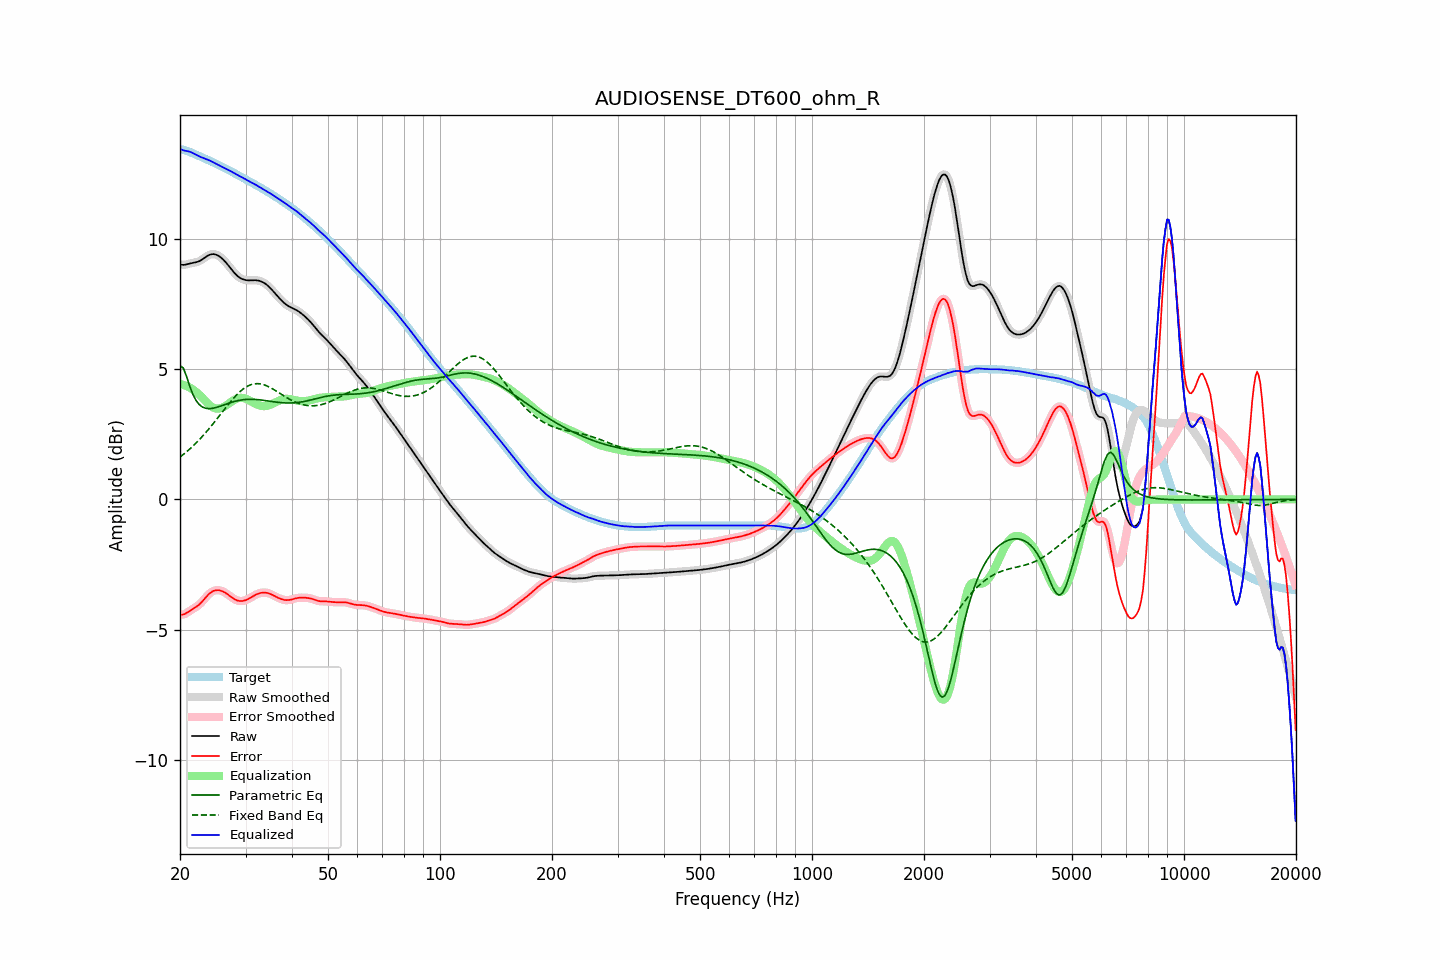 AUDIOSENSE_DT600_ohm_R
Amplitude (dBr)
10
5
0
−5
−10
Target
Raw Smoothed
Error Smoothed
Raw
Error
Equalization
Parametric Eq
Fixed Band Eq
Equalized
20 50 100 200 500 1000 2000 5000 10000 20000
Frequency (Hz)